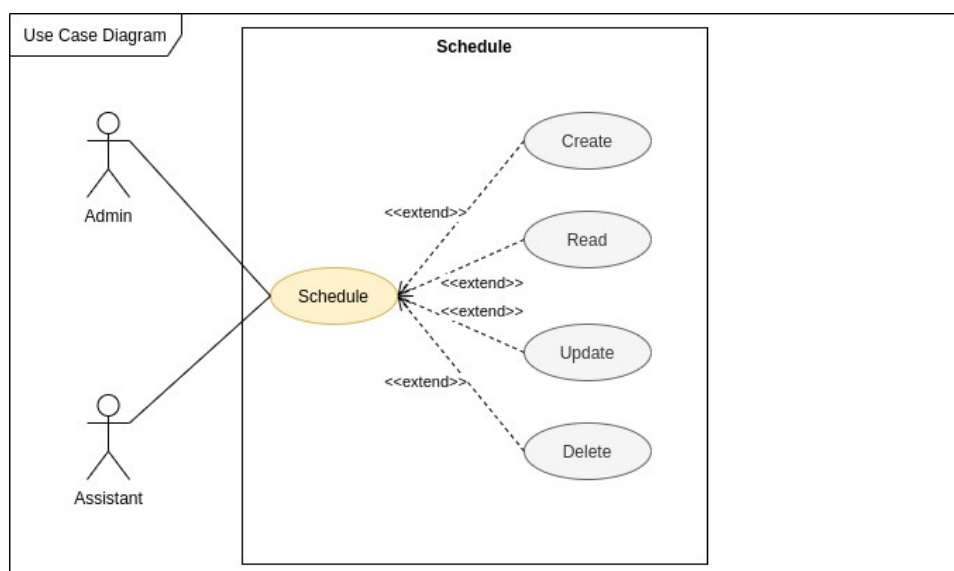 Use Case Diagram
Schedule
Create
Admin
<<extend>>
Read
<<extend>>
Schedule
<<extend>>
Update
<<extend>>
Delete
Assistant